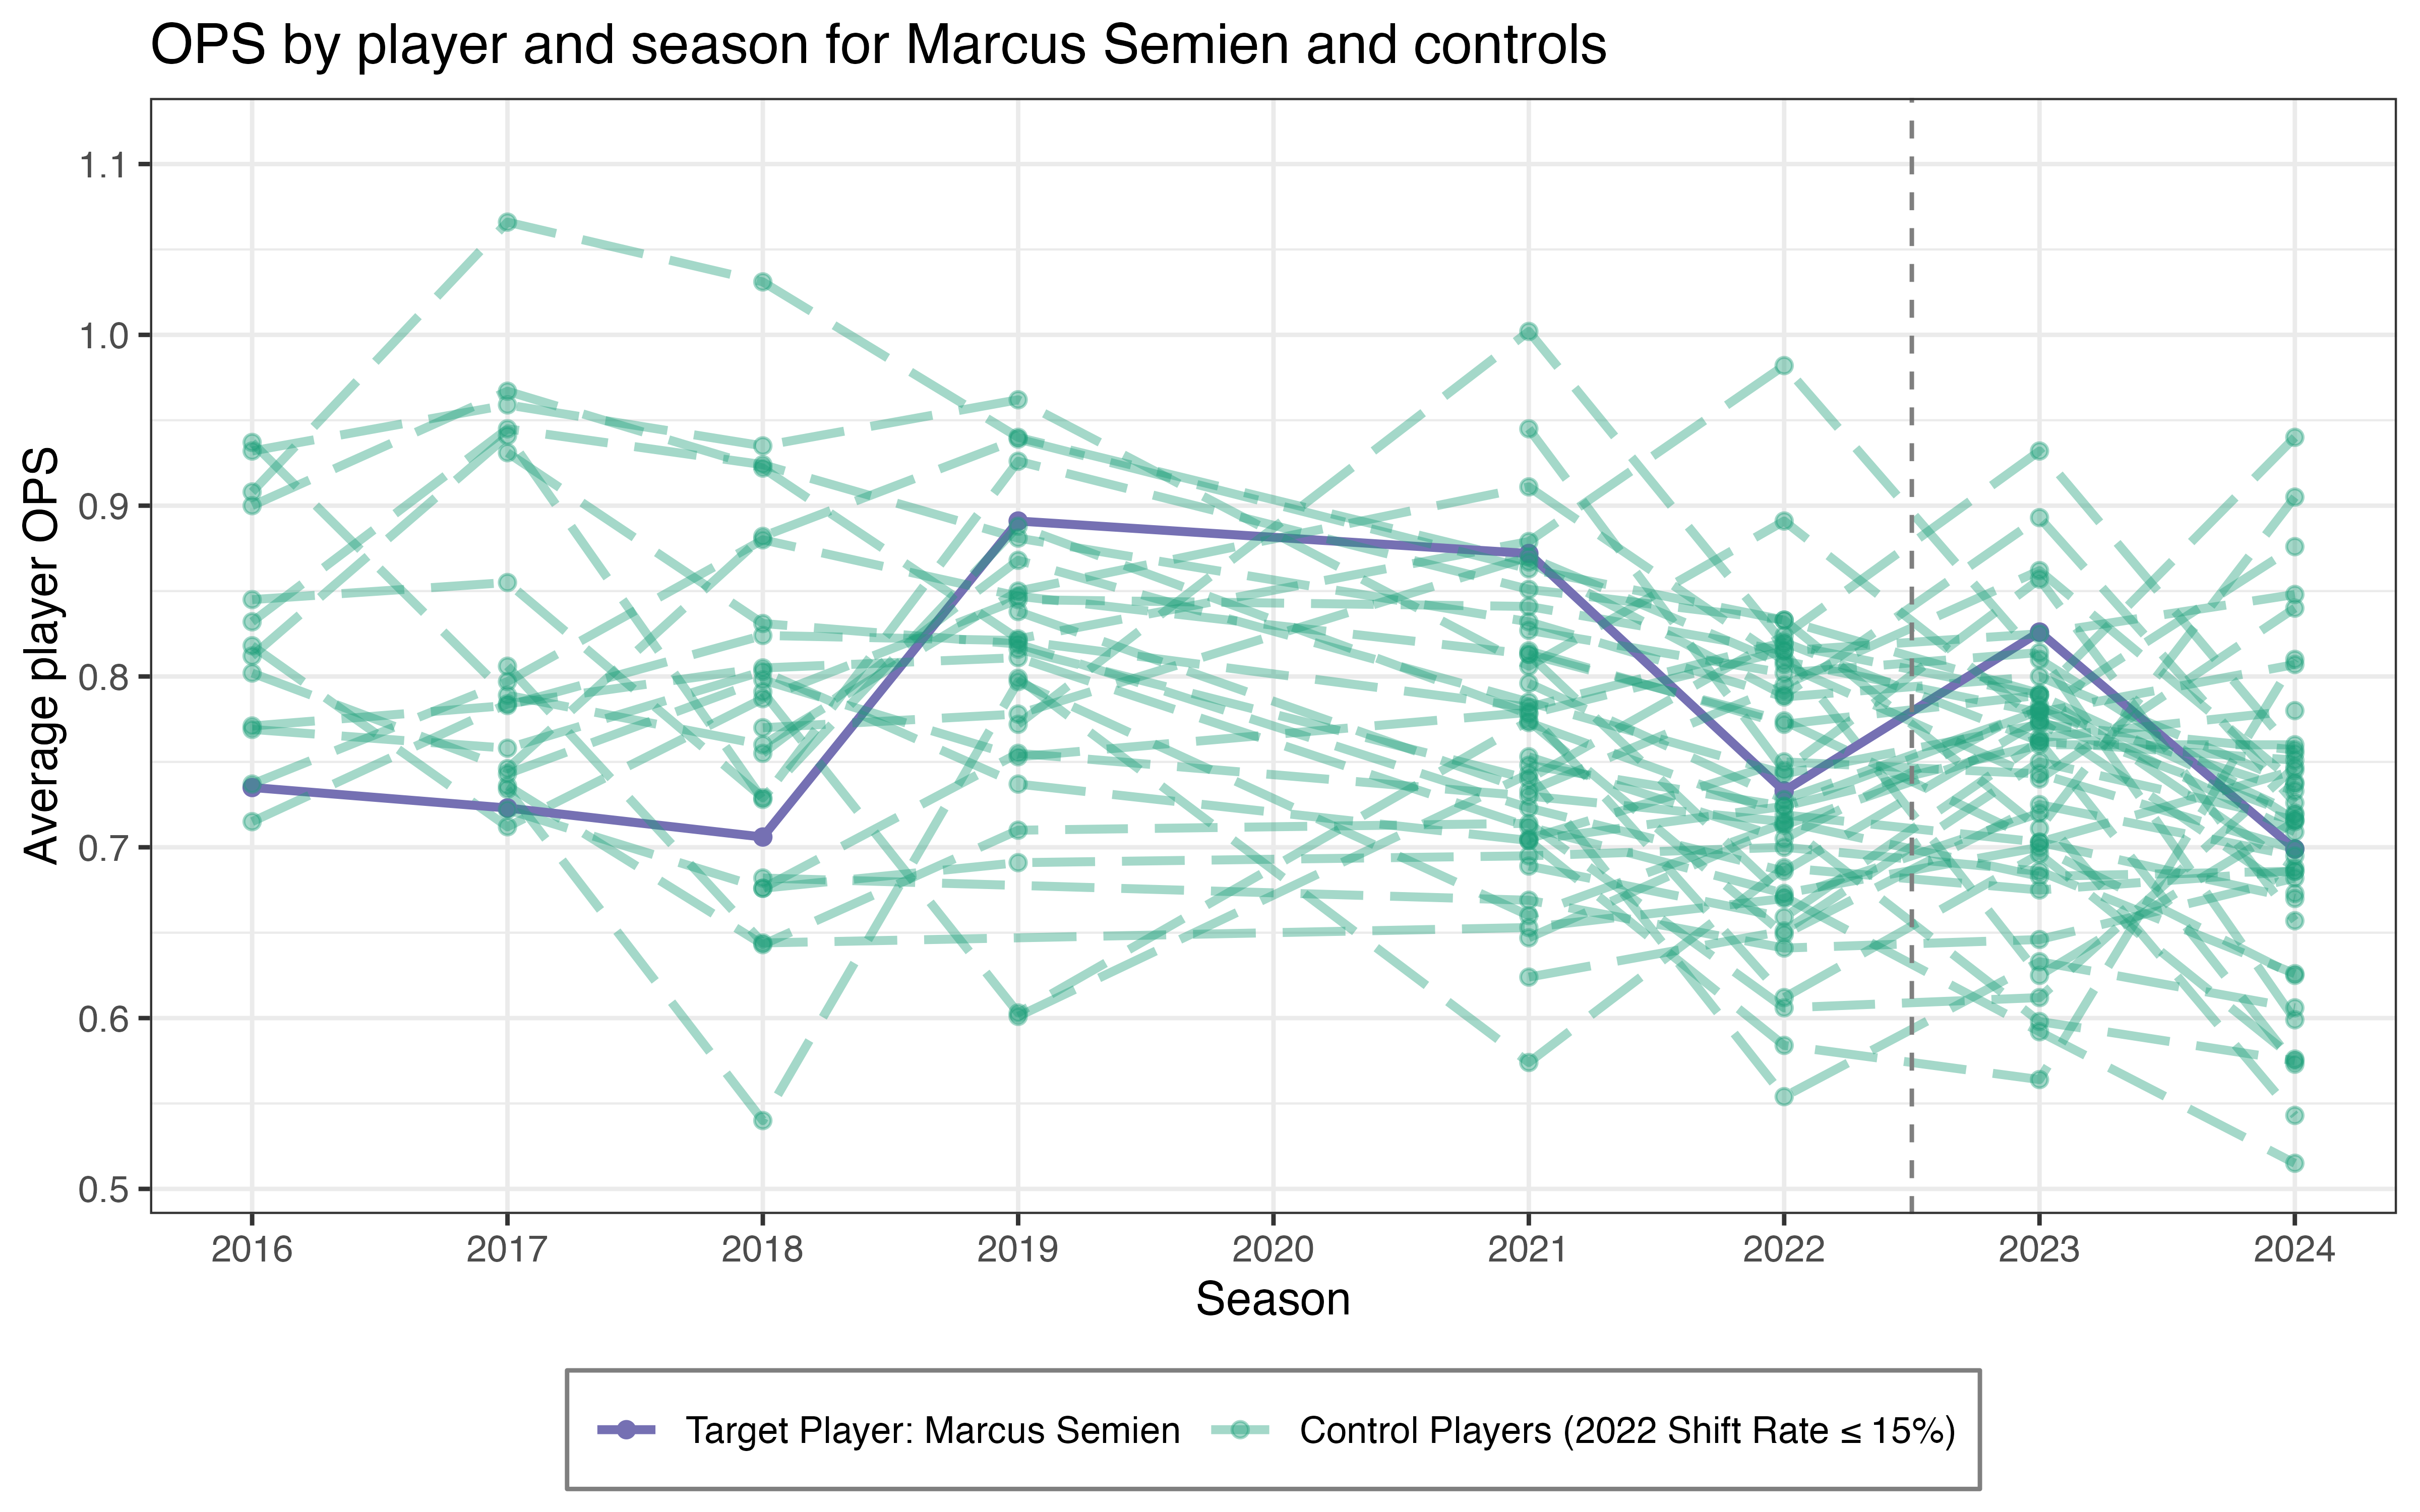 OPS by player and season for Marcus Semien and controls
Average player OPS
1.1
1.0
0.9
0.8
0.7
0.6
0.5
2016 2017 2018 2019 2020 2021 2022 2023 2024
Season
Target Player: Marcus Semien Control Players (2022 Shift Rate ≤ 15%)